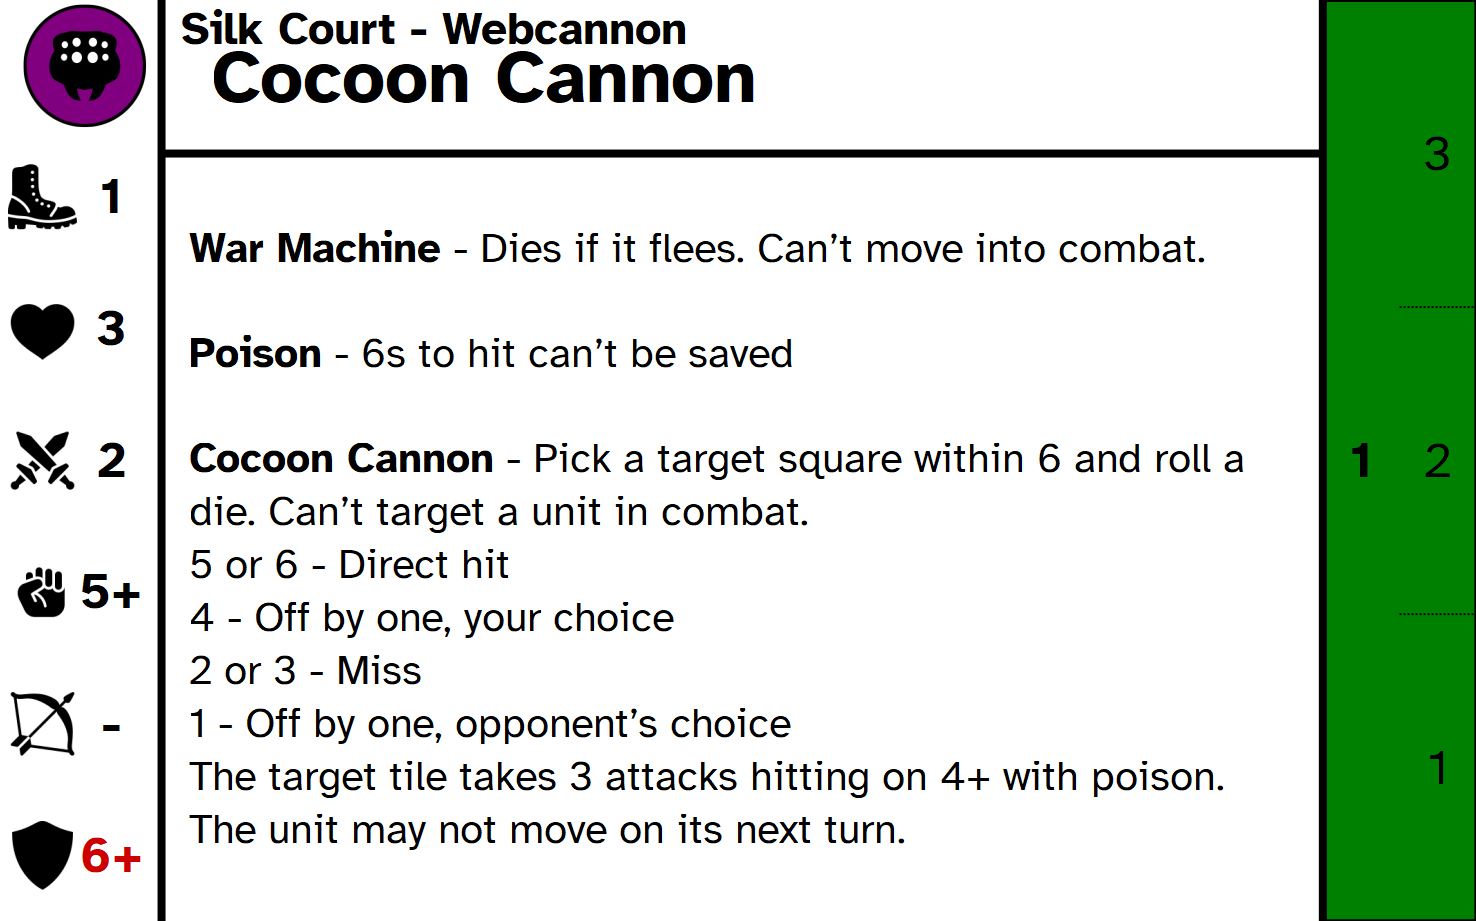 Silk Court - Webcannon
Cocoon Cannon
1
3
2
5+
-
6+
War Machine - Dies if it flees. Can’t move into combat.
Poison - 6s to hit can’t be saved
Cocoon Cannon - Pick a target square within 6 and roll a
die. Can’t target a unit in combat.
5 or 6 - Direct hit
4 - Off by one, your choice
2 or 3 - Miss
1 - Off by one, opponent’s choice
The target tile takes 3 attacks hitting on 4+ with poison.
The unit may not move on its next turn.
3
1 2
1